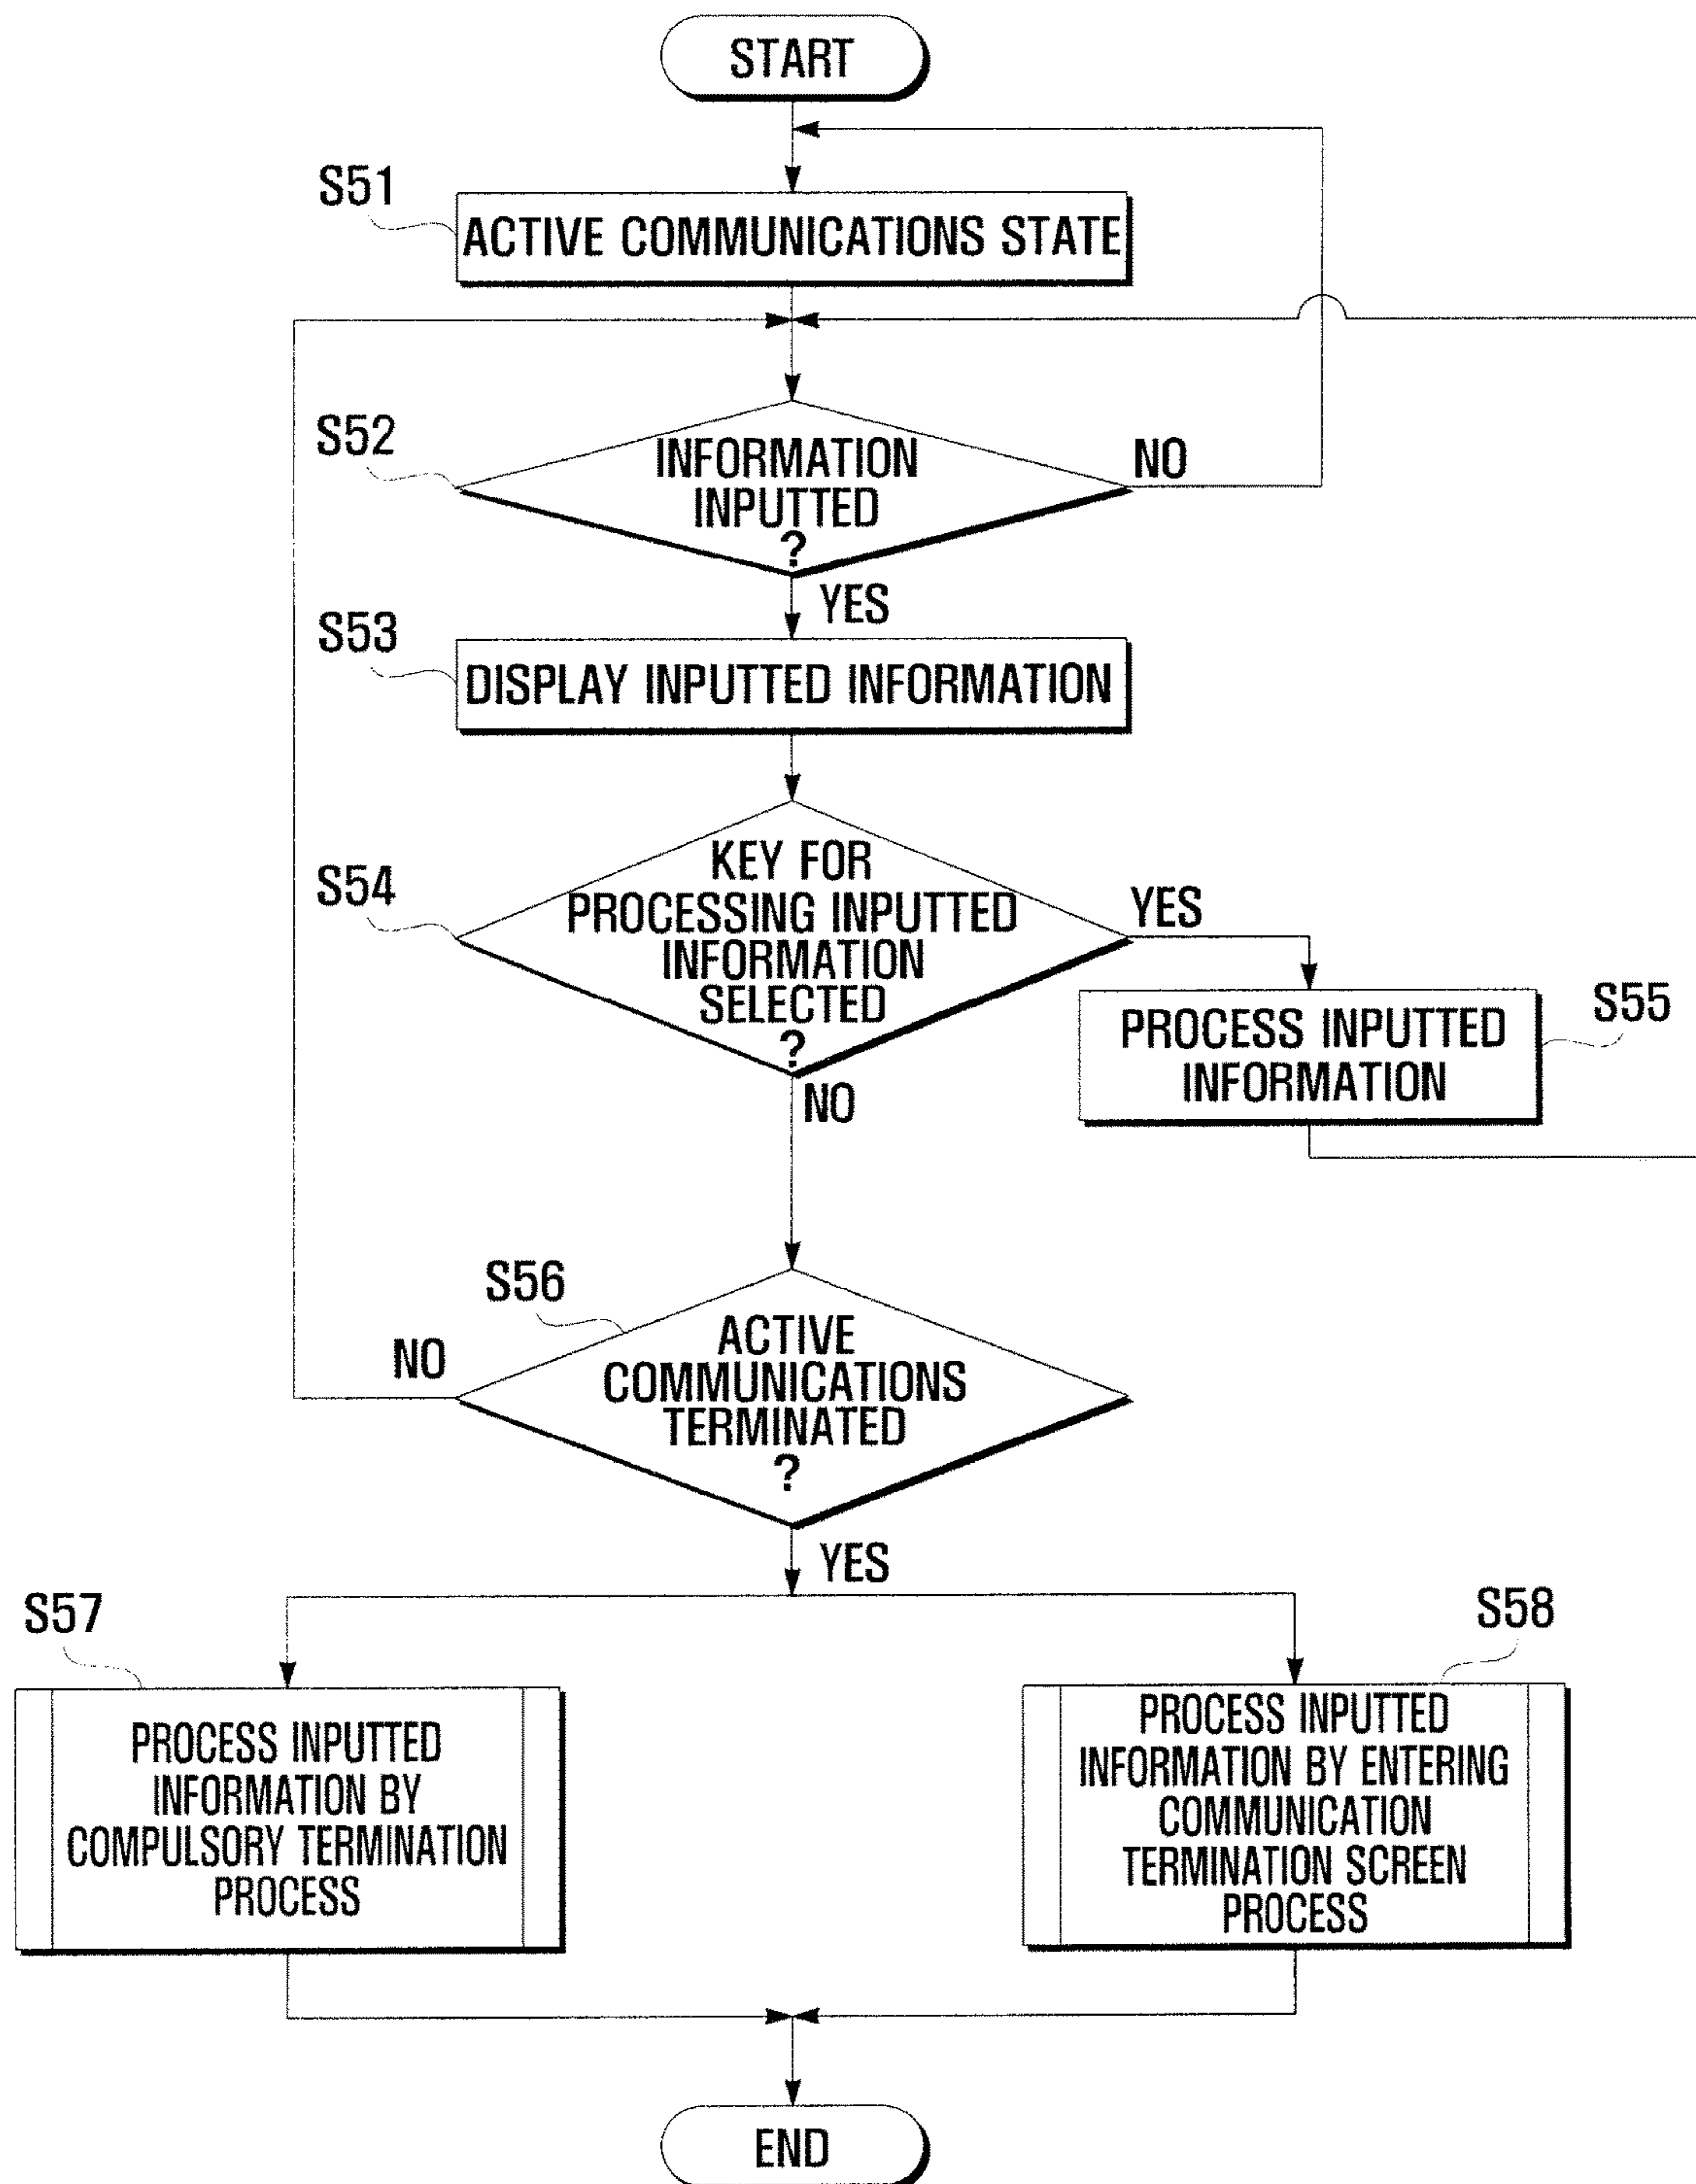 START
S51
ACTIVE COMMUNICATIONS STATE
S52
INFORMATION
INPUTTED
?
NO
YES
S53
DISPLAY INPUTTED INFORMATION
S54
KEY FOR
PROCESSING INPUTTED
INFORMATION
SELECTED
?
YES
NO
S55
PROCESS INPUTTED
INFORMATION
S56
ACTIVE
COMMUNICATIONS
TERMINATED
?
NO
YES
S57
PROCESS INPUTTED
INFORMATION BY
COMPULSORY TERMINATION
PROCESS
S58
PROCESS INPUTTED
INFORMATION BY ENTERING
COMMUNICATION
TERMINATION SCREEN
PROCESS
END